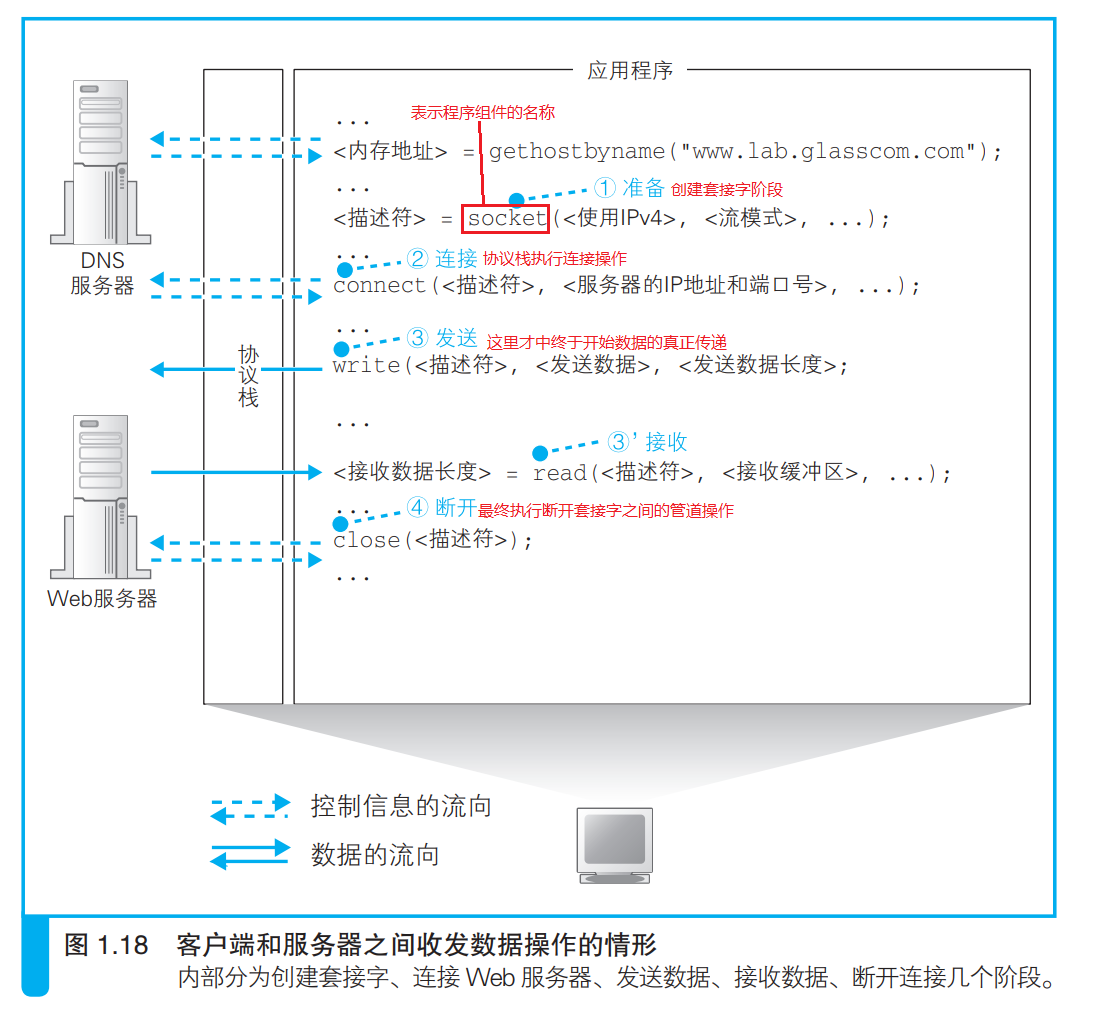 应用程序
表示程序组件的名称
...
<内存地址> = gethostbyname("www.lab.glasscom.com");
...
① 准备 创建套接字阶段
<描述符> = socket(<使用IPv4>, <流模式>, ...);
DNS
服务器
...
② 连接 协议栈执行连接操作
connect(<描述符>, <服务器的IP地址和端口号>, ...);
...
③ 发送 这里才中终于开始数据的真正传递
write(<描述符>, <发送数据>, <发送数据长度>;
协议栈
...
③’接收
<接收数据长度> = read(<描述符>, <接收缓冲区>, ...);
...
④ 断开 最终执行断开套接字之间的管道操作
close(<描述符>);
...
Web服务器
控制信息的流向
数据的流向
图 1.18 客户端和服务器之间收发数据操作的情形
内部分为创建套接字、连接 Web 服务器、发送数据、接收数据、断开连接几个阶段。